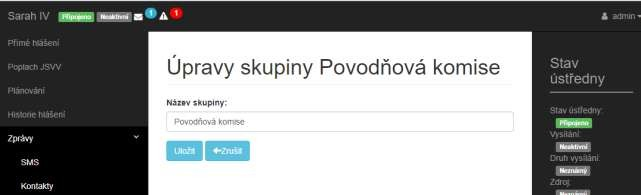 Sarah IV Připojeno Neaktivní 1 1 admin
Přímé hlášení
Poplach JSVV
Plánování
Historie hlášení
Zprávy
SMS
Kontakty
Úpravy skupiny Povodňová komise
Název skupiny:
Povodňová komise
Uložit Zrušit
Stav
ústředny
Stav ústředny:
Připojeno
Vysílání:
Neaktivní
Druh vysílání:
Neznámý
Zdroj:
Neznámý